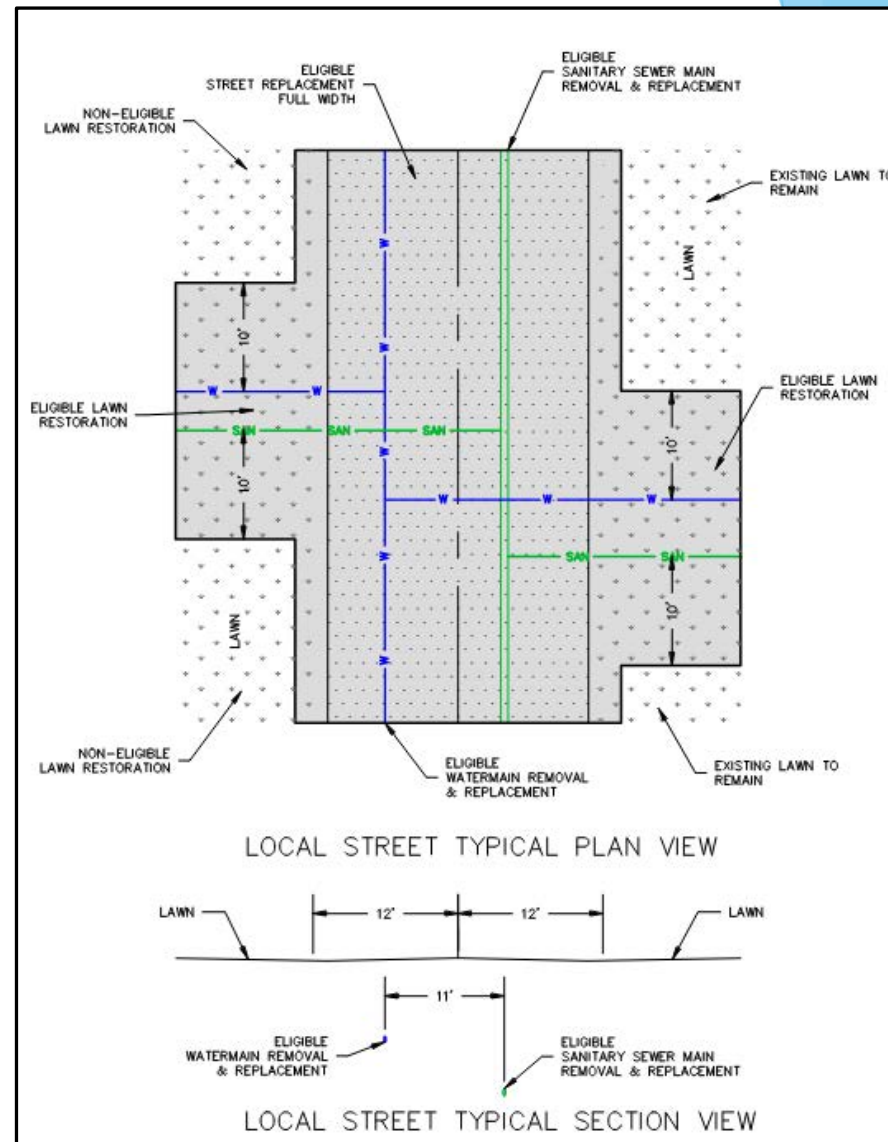 ELIGIBLE
STREET REPLACEMENT
FULL WIDTH
ELIGIBLE
SANITARY SEWER MAIN
REMOVAL & REPLACEMENT
NON-ELIGIBLE
LAWN RESTORATION
EXISTING LAWN TO
REMAIN
LAWN
W
10'
W
ELIGIBLE LAWN
RESTORATION
W W
ELIGIBLE LAWN
RESTORATION
SAN SAN SAN
W
10'
10'
W W W
W
SAN SAN
10'
LAWN
W
NON-ELIGIBLE
LAWN RESTORATION
ELIGIBLE
WATERMAIN REMOVAL
& REPLACEMENT
EXISTING LAWN TO
REMAIN
LOCAL STREET TYPICAL PLAN VIEW
LAWN
12' 12'
LAWN
11'
ELIGIBLE
WATERMAIN REMOVAL
& REPLACEMENT
ELIGIBLE
SANITARY SEWER MAIN
REMOVAL & REPLACEMENT
LOCAL STREET TYPICAL SECTION VIEW